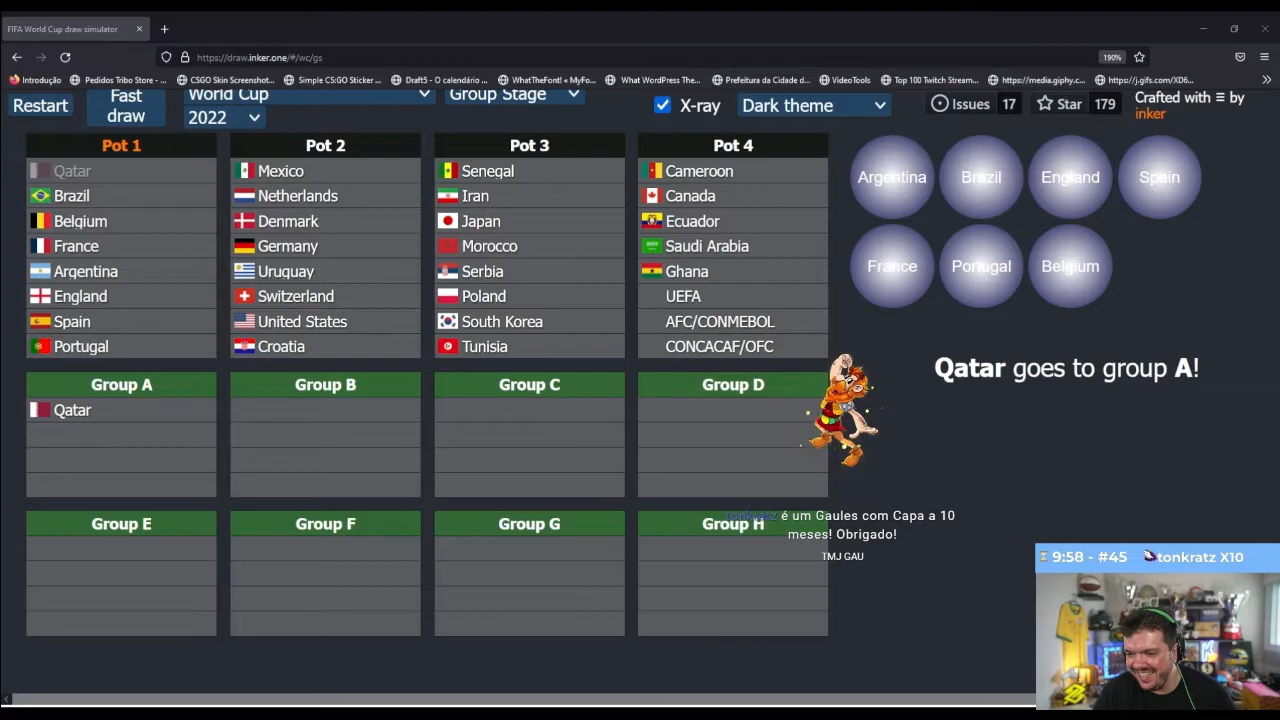 FIFA World Cup draw simulator
https://draw.inker.one/#/wc/gs
190%
Introdução
Pedidos Tribo Store - ...
CSGO Skin Screenshot...
Simple CS:GO Sticker ...
Draft5 - O calendário ...
WhatTheFont! « MyFo...
What WordPress The...
Prefeitura da Cidade d...
VideoTools
Top 100 Twitch Stream...
https://media.giphy.c...
https://j.gifs.com/XD6...
Restart
Fast
draw
World Cup
2022
Group Stage
X-ray
Dark theme
Issues 17
Star 179
Crafted with ☰ by
inker
Pot 1
Qatar
Brazil
Belgium
France
Argentina
England
Spain
Portugal
Pot 2
Mexico
Netherlands
Denmark
Germany
Uruguay
Switzerland
United States
Croatia
Pot 3
Senegal
Iran
Japan
Morocco
Serbia
Poland
South Korea
Tunisia
Pot 4
Cameroon
Canada
Ecuador
Saudi Arabia
Ghana
UEFA
AFC/CONMEBOL
CONCACAF/OFC
Argentina Brazil England Spain
France Portugal Belgium
Qatar goes to group A!
Group A
Qatar
Group B
Group C
Group D
Group E
Group F
Group G
Group H
tonkratz é um Gaules com Capa a 10
meses! Obrigado!
TMJ GAU
9:58 - #45 tonkratz X10